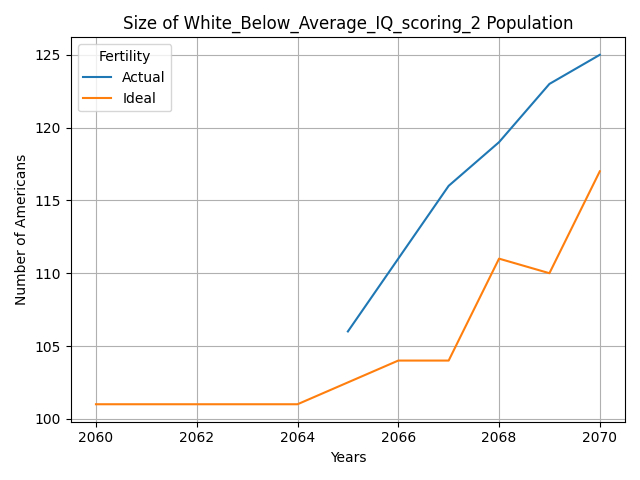 Size of White_Below_Average_IQ_scoring_2 Population
Fertility
Actual
Ideal
125
120
115
110
105
100
Number of Americans
2060
2062
2064
2066
2068
2070
Years